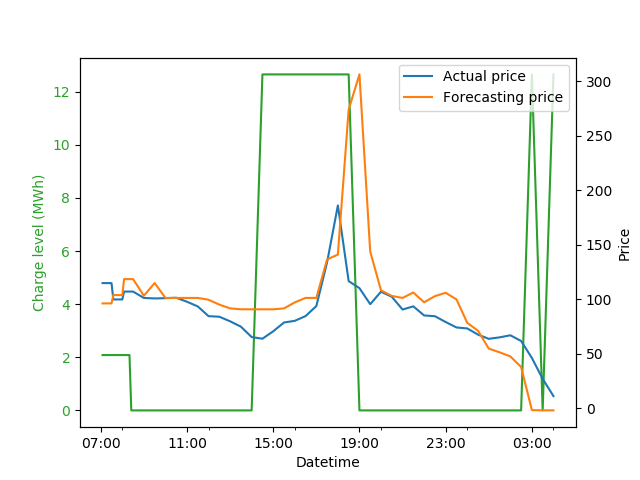 Actual price
Forecasting price
Charge level (MWh)
12
10
8
6
4
2
0
300
250
200
150
100
50
0
Price
07:00 11:00 15:00 19:00 23:00 03:00
Datetime